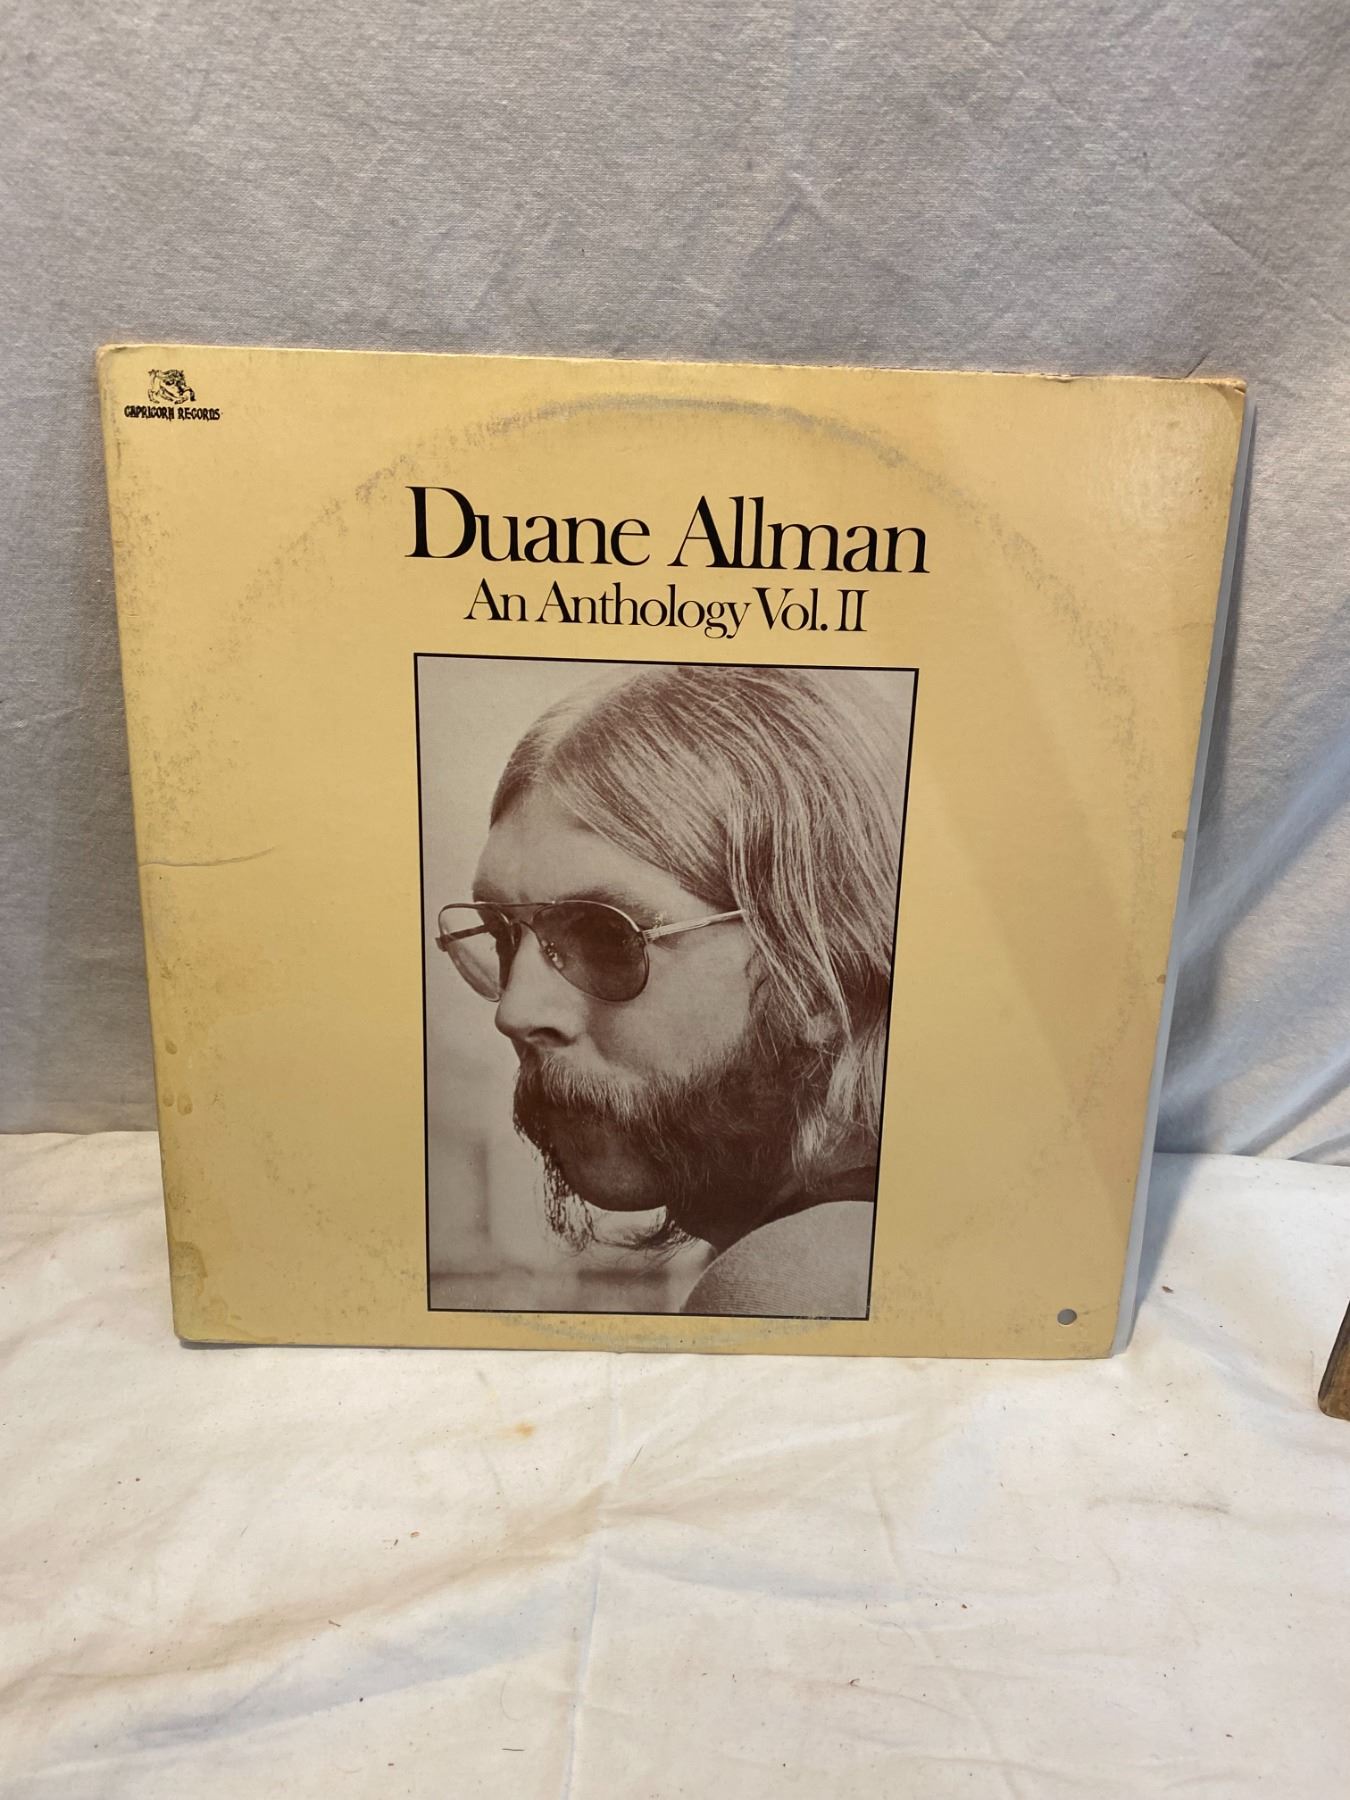 CAPRICORN RECORDS
Duane Allman
An Anthology Vol. II